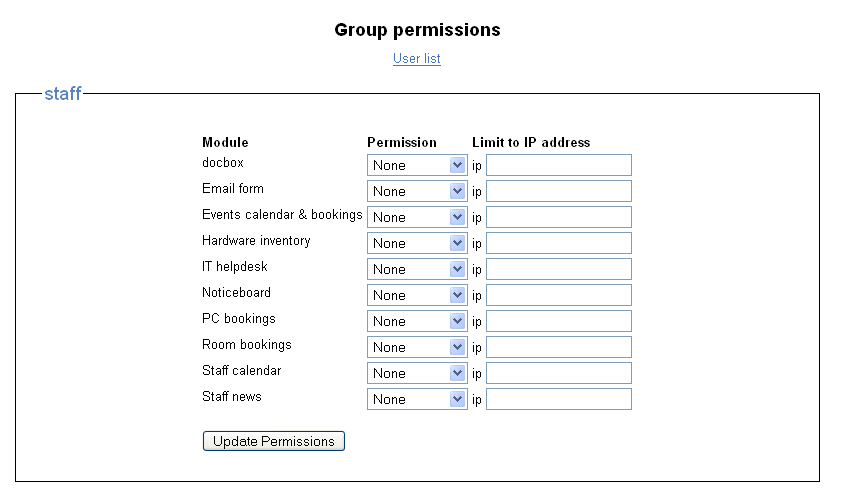 Group permissions
User list
staff
Module Permission Limit to IP address
docbox None ip
Email form None ip
Events calendar & bookings None ip
Hardware inventory None ip
IT helpdesk None ip
Noticeboard None ip
PC bookings None ip
Room bookings None ip
Staff calendar None ip
Staff news None ip
Update Permissions